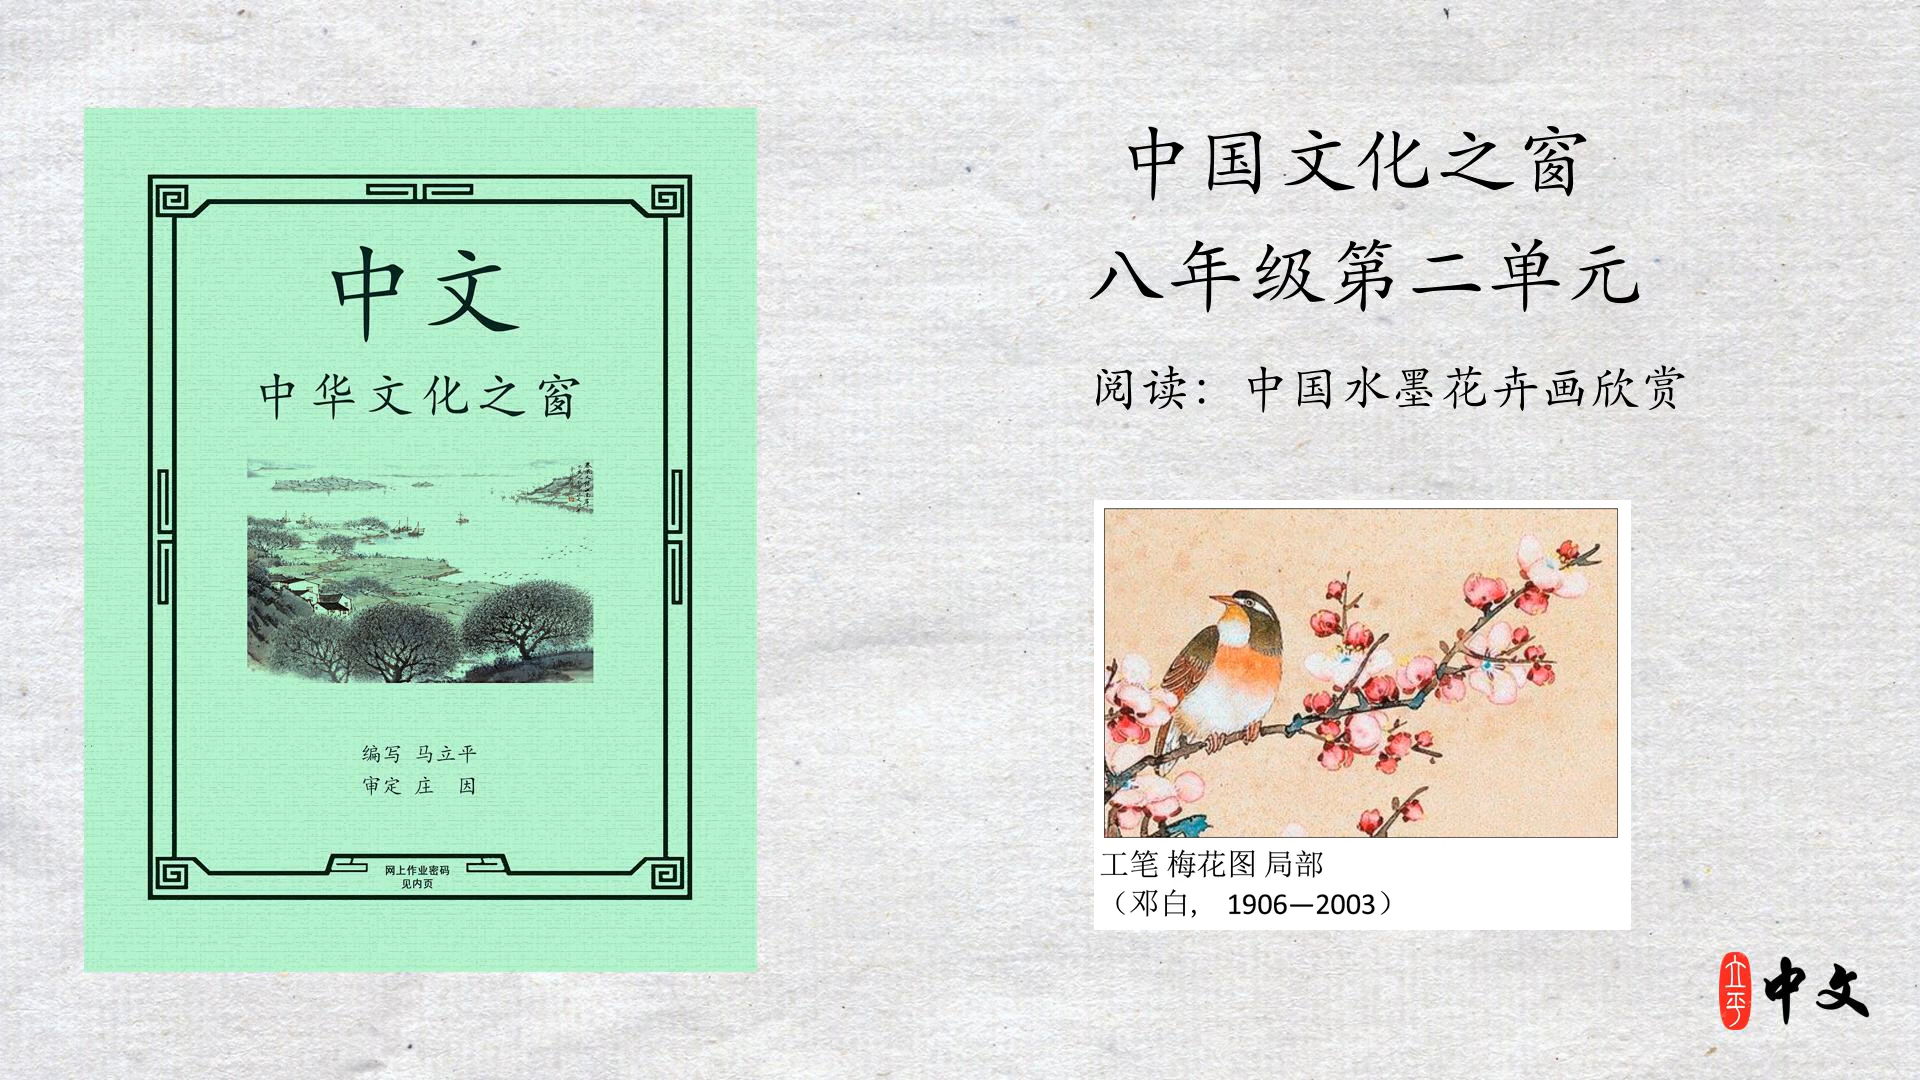 中文
中华文化之窗
编写 马立平
审定 庄 因
网上作业密码
见内页
中国文化之窗
八年级第二单元
阅读：中国水墨花卉画欣赏
工笔 梅花图 局部
（邓白, 1906—2003）
立平
中文